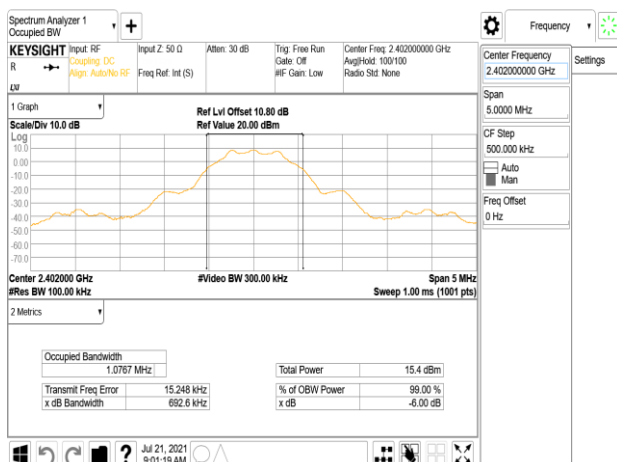 Spectrum Analyzer 1
Occupied BW
+
Frequency
KEYSIGHT
R
LXI
Input: RF
Coupling: DC
Align: Auto/No RF
Input Z: 50 Ω
Freq Ref: Int (S)
Atten: 30 dB
Trig: Free Run
Gate: Off
#IF Gain: Low
Center Freq: 2.402000000 GHz
Avg|Hold: 100/100
Radio Std: None
Center Frequency
2.402000000 GHz
Settings
Span
5.0000 MHz
CF Step
500.000 kHz
Auto
Man
Freq Offset
0 Hz
1 Graph
Scale/Div 10.0 dB
Ref Lvl Offset 10.80 dB
Ref Value 20.00 dBm
Log
10.0
0.00
-10.0
-20.0
-30.0
-40.0
-50.0
-60.0
-70.0
Center 2.402000 GHz
#Res BW 100.00 kHz
#Video BW 300.00 kHz
Span 5 MHz
Sweep 1.00 ms (1001 pts)
2 Metrics
Occupied Bandwidth
1.0767 MHz
Total Power 15.4 dBm
Transmit Freq Error 15.248 kHz
% of OBW Power 99.00 %
x dB Bandwidth 692.6 kHz
x dB -6.00 dB
?
Jul 21, 2021
9:01:19 AM